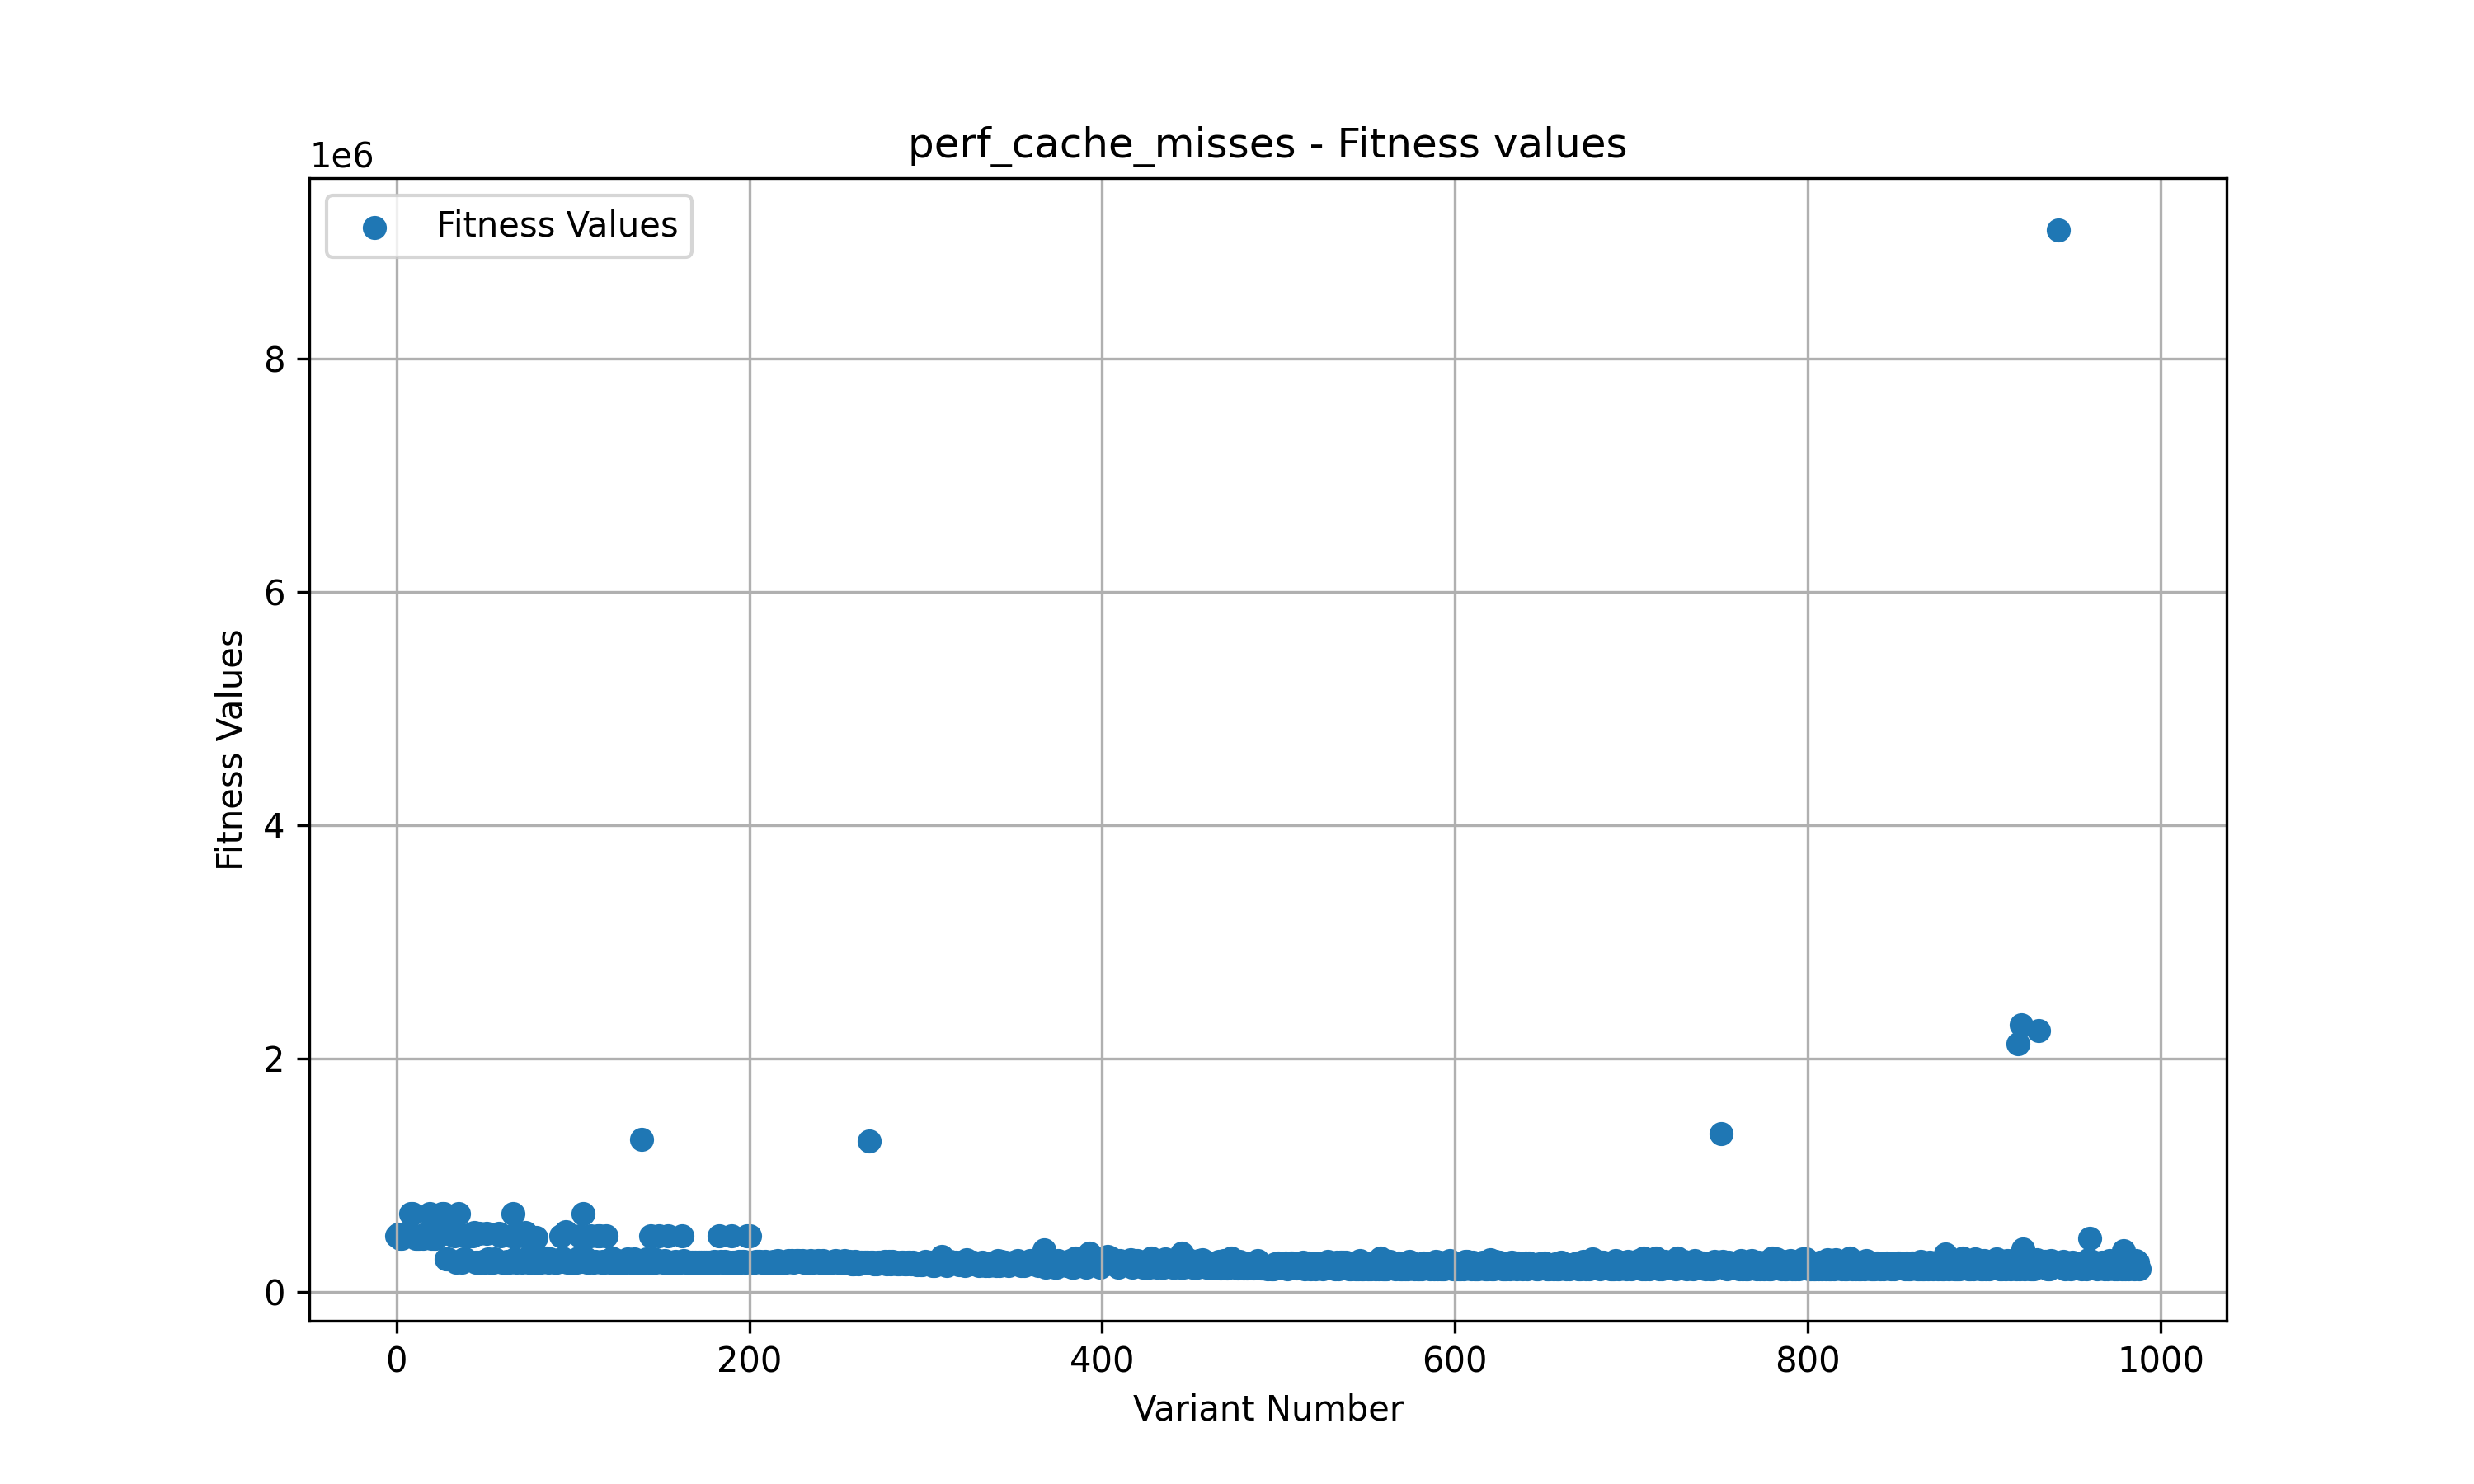 perf_cache_misses - Fitness values
1e6
Fitness Values
8
6
4
2
0
Fitness Values
0 200 400 600 800 1000
Variant Number